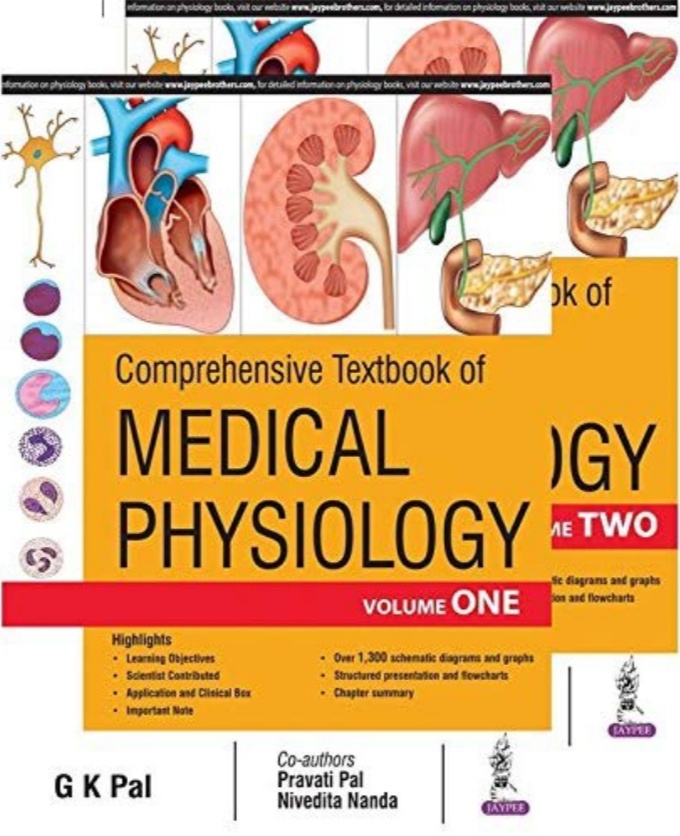 information on physiology books, visit our website www.jaypeebrothers.com, for detailed information on physiology books, visit our website www.jaypeebrothers.com
information on physiology books, visit our website www.jaypeebrothers.com, for detailed information on physiology books, visit our website www.jaypeebrothers.com
Comprehensive Textbook of
MEDICAL
PHYSIOLOGY
VOLUME ONE
Highlights
• Learning Objectives
• Scientist Contributed
• Application and Clinical Box
• Important Note
• Over 1,300 schematic diagrams and graphs
• Structured presentation and flowcharts
• Chapter summary
G K Pal
Co-authors
Pravati Pal
Nivedita Nanda
JAYPEE
ok of
OGY
ME TWO
tic diagrams and graphs
ion and flowcharts
JAYPEE